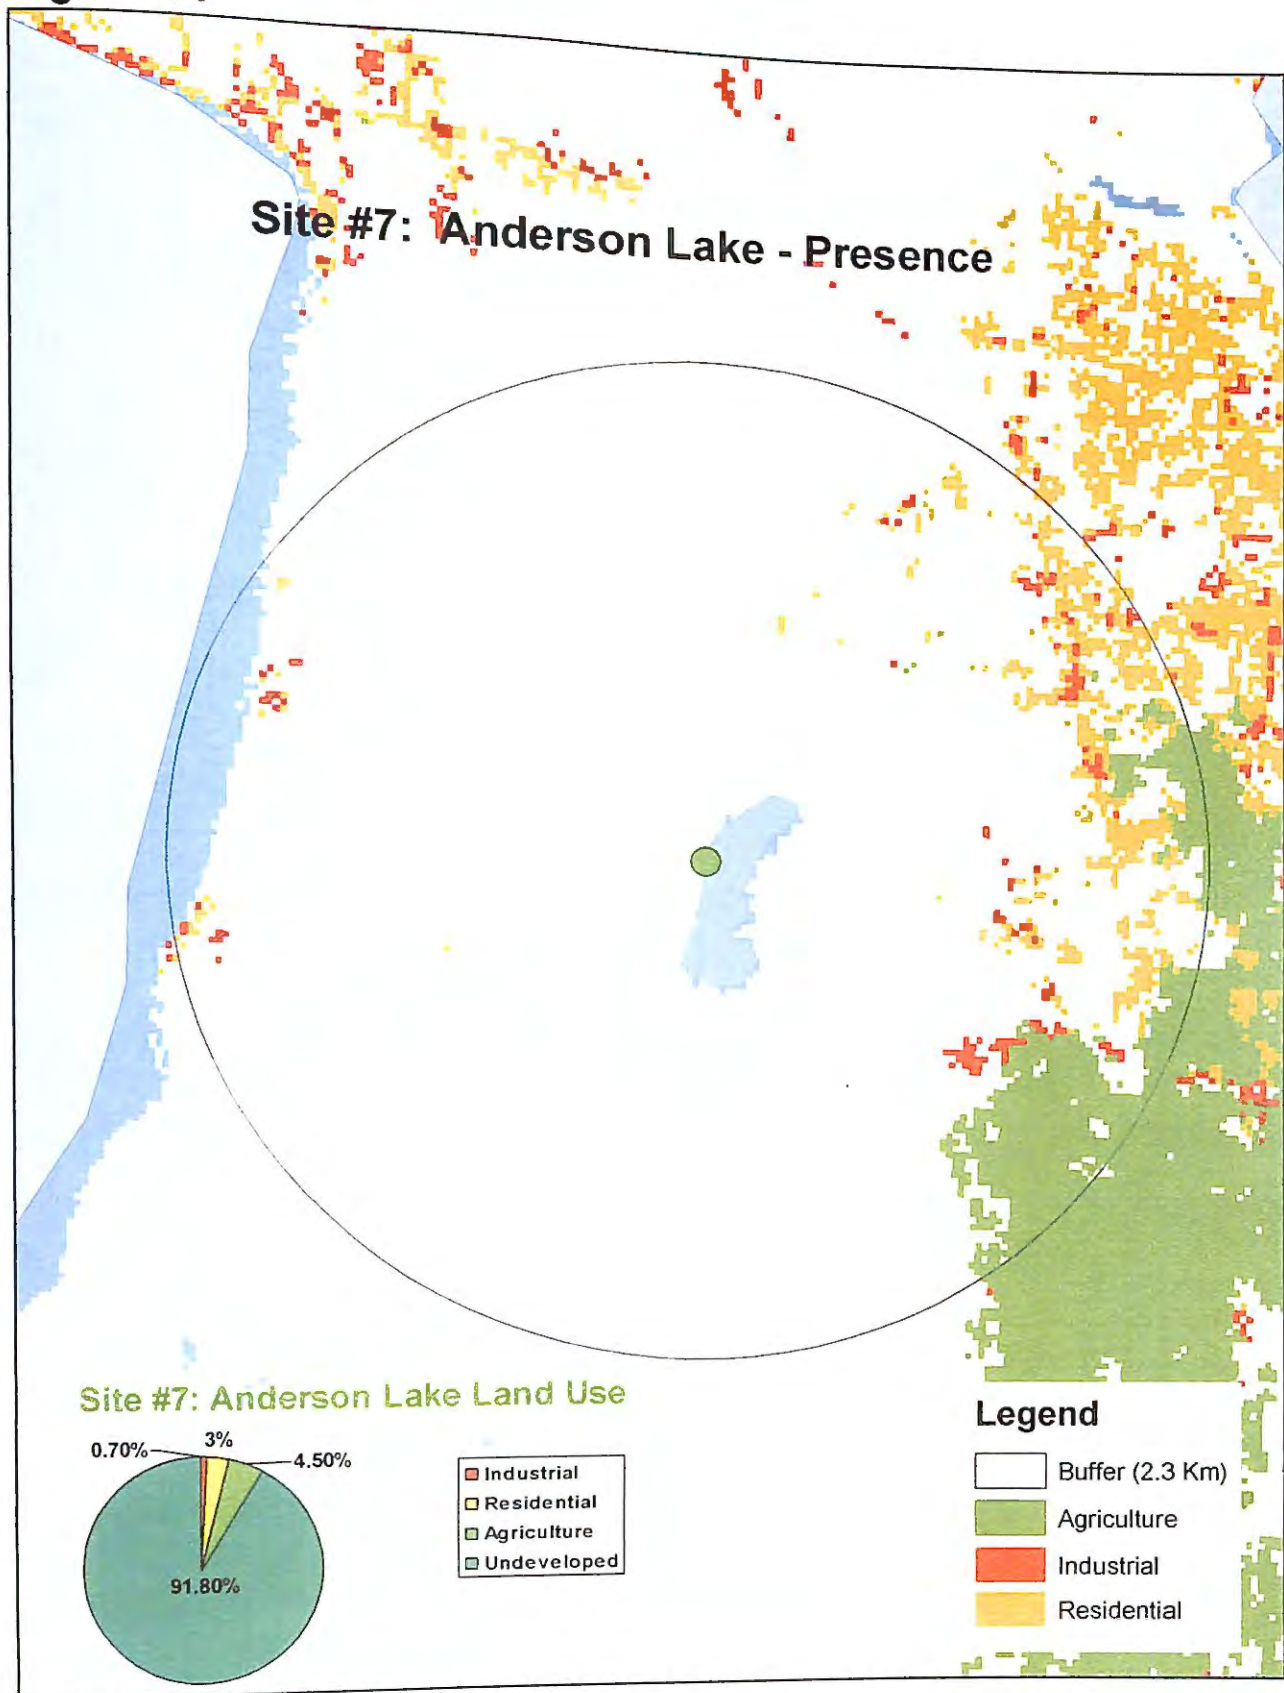 Site #7: Anderson Lake - Presence
Site #7: Anderson Lake Land Use
0.70%
3%
4.50%
91.80%
Industrial
Residential
Agriculture
Undeveloped
Legend
Buffer (2.3 Km)
Agriculture
Industrial
Residential